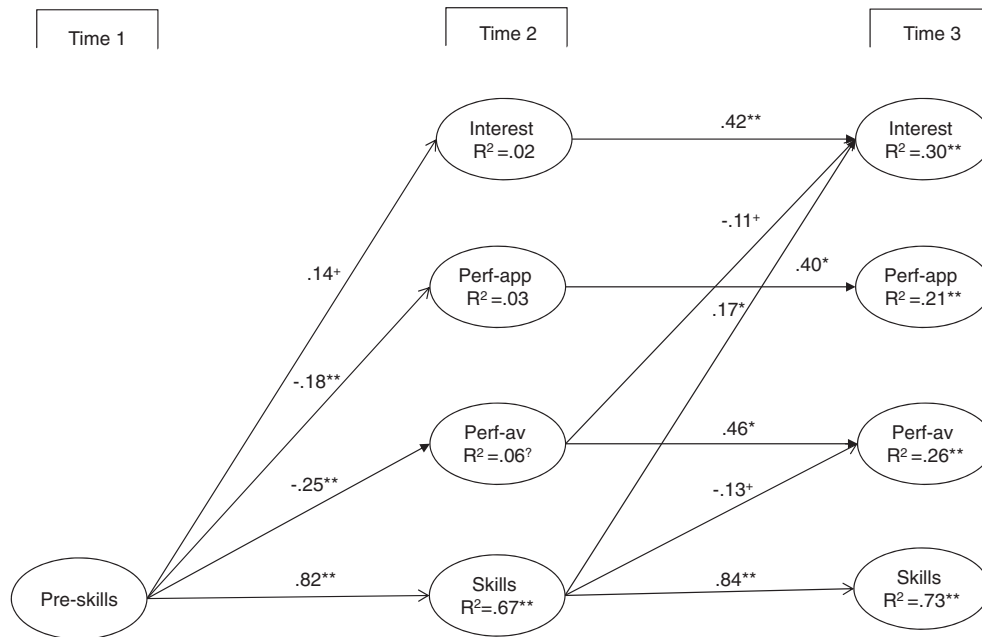 Time 1
Time 2
Time 3
Interest
R² =.02
.42**
Interest
R² =.30**
-.11⁺
.14⁺
Perf-app
R² =.03
.40*
Perf-app
R² =.21**
.17*
-.18**
Perf-av
R² =.06?
.46*
Perf-av
R² =.26**
-.25**
-.13⁺
Pre-skills
.82**
Skills
R²=.67**
.84**
Skills
R² =.73**